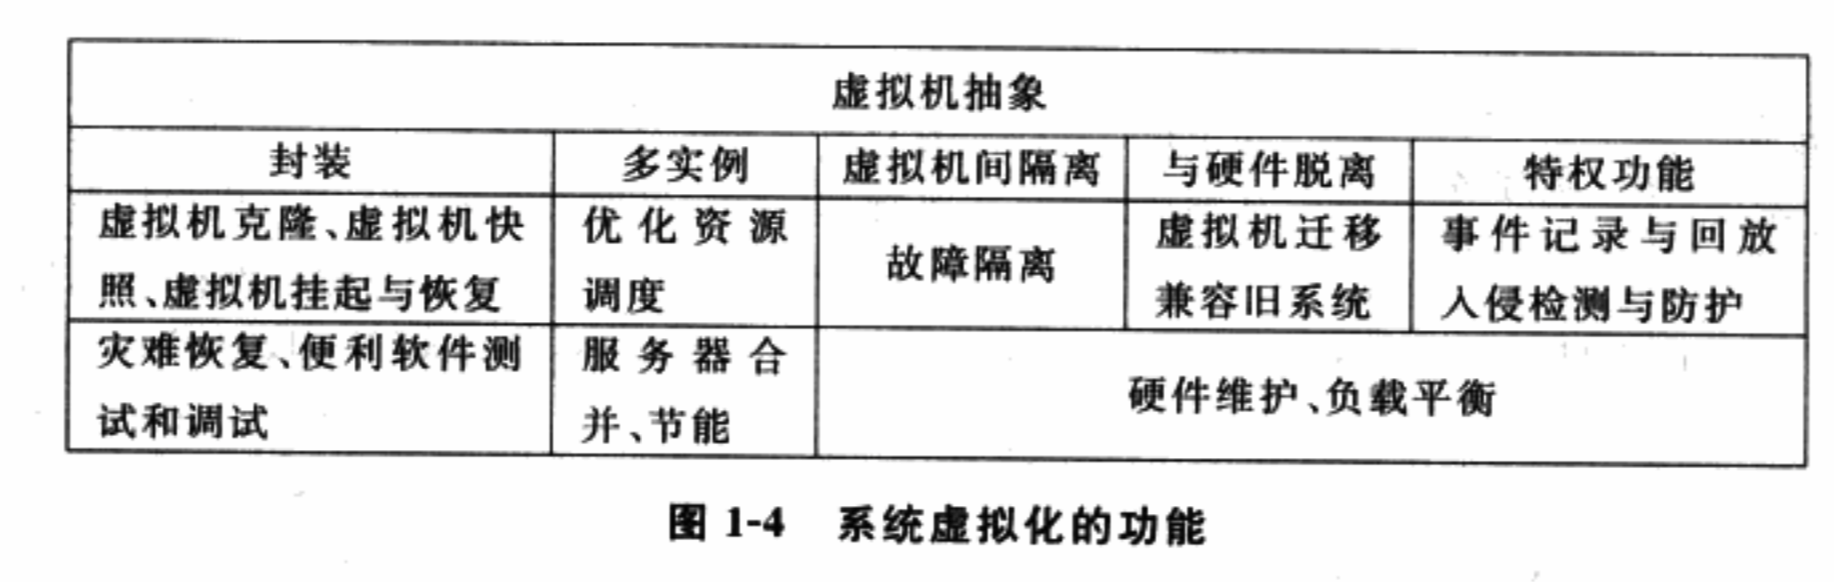 虚拟机抽象
封装
多实例
虚拟机间隔离
与硬件脱离
特权功能
虚拟机克隆、虚拟机快
照、虚拟机挂起与恢复
优化资源
调度
故障隔离
虚拟机迁移
兼容旧系统
事件记录与回放
入侵检测与防护
灾难恢复、便利软件测
试和调试
服务器合
并、节能
硬件维护、负载平衡
图 1-4 系统虚拟化的功能